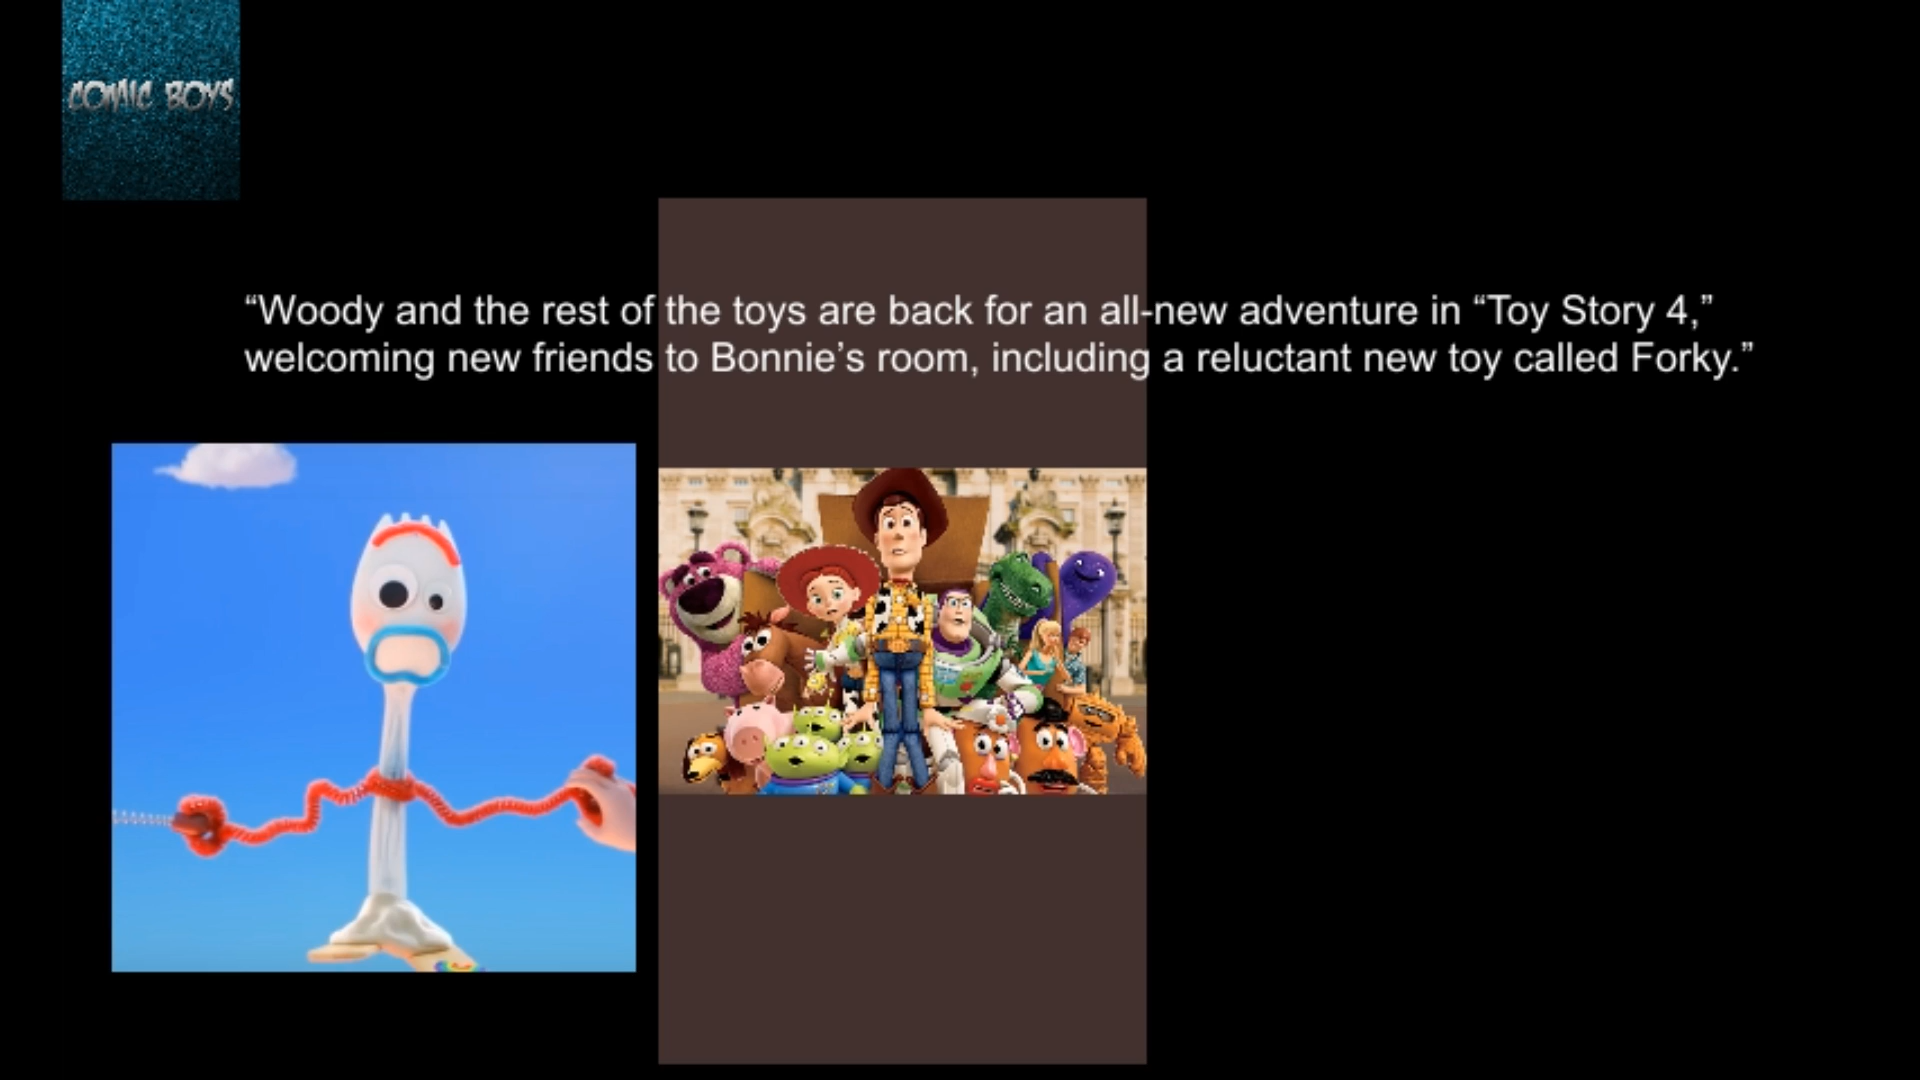 COMIC BOYS
“Woody and the rest of the toys are back for an all-new adventure in “Toy Story 4,”
welcoming new friends to Bonnie’s room, including a reluctant new toy called Forky.”